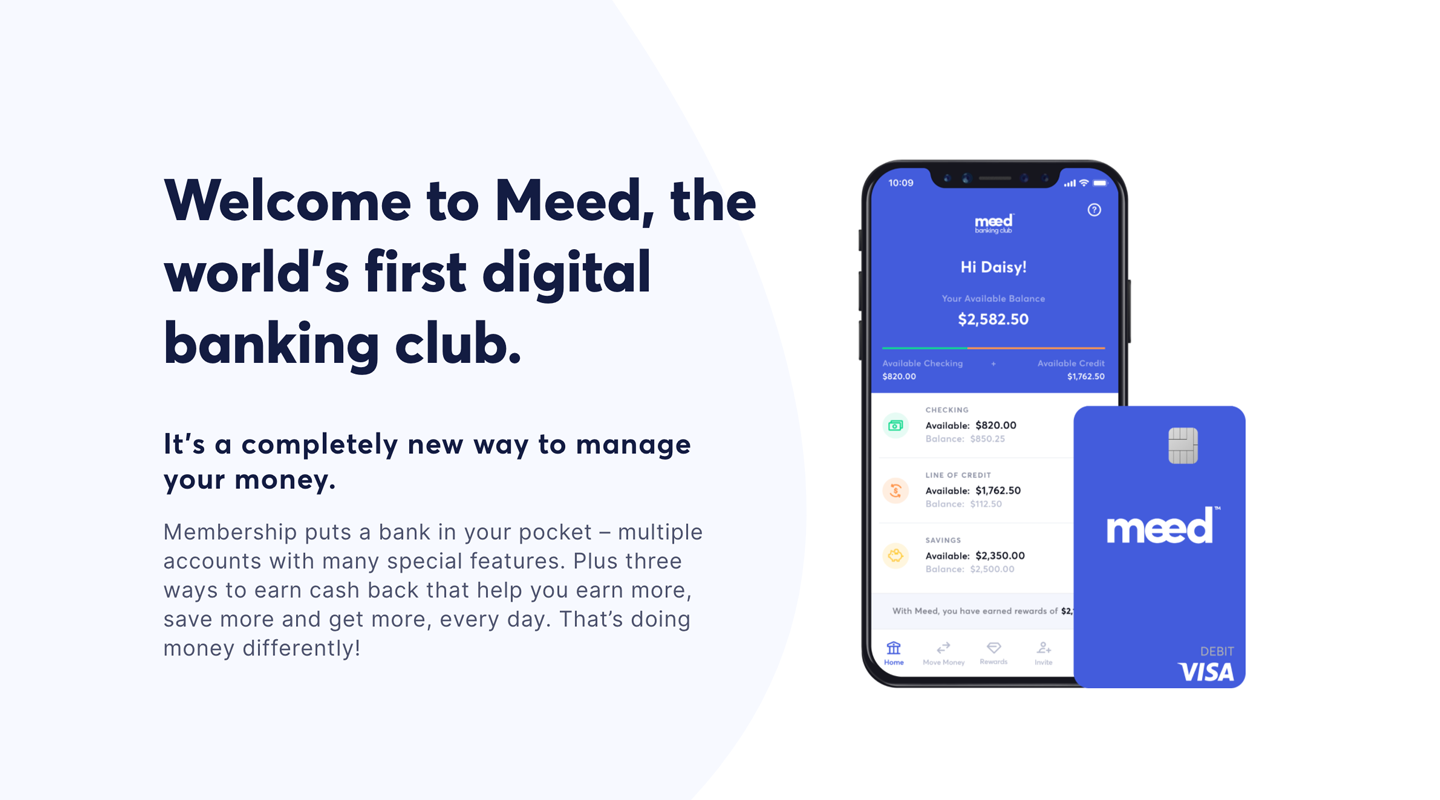 Welcome to Meed, the
world's first digital
banking club.
It's a completely new way to manage
your money.
Membership puts a bank in your pocket – multiple
accounts with many special features. Plus three
ways to earn cash back that help you earn more,
save more and get more, every day. That's doing
money differently!
10:09
meed
banking club
?
Hi Daisy!
Your Available Balance
$2,582.50
Available Checking + Available Credit
$820.00 $1,762.50
CHECKING
Available: $820.00
Balance: $850.25
LINE OF CREDIT
Available: $1,762.50
Balance: $112.50
SAVINGS
Available: $2,350.00
Balance: $2,500.00
With Meed, you have earned rewards of
Home Move Money Rewards Invite
meed™
DEBIT
VISA